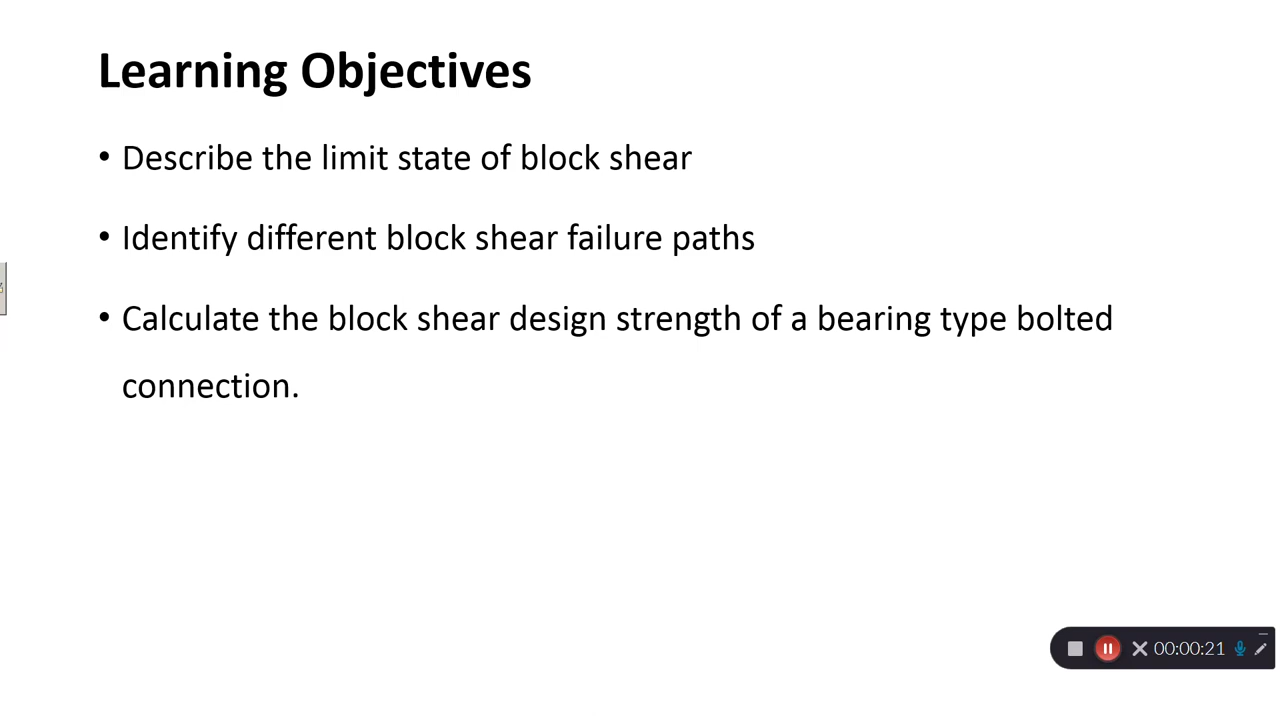 Learning Objectives
• Describe the limit state of block shear
• Identify different block shear failure paths
• Calculate the block shear design strength of a bearing type bolted
connection.
00:00:21